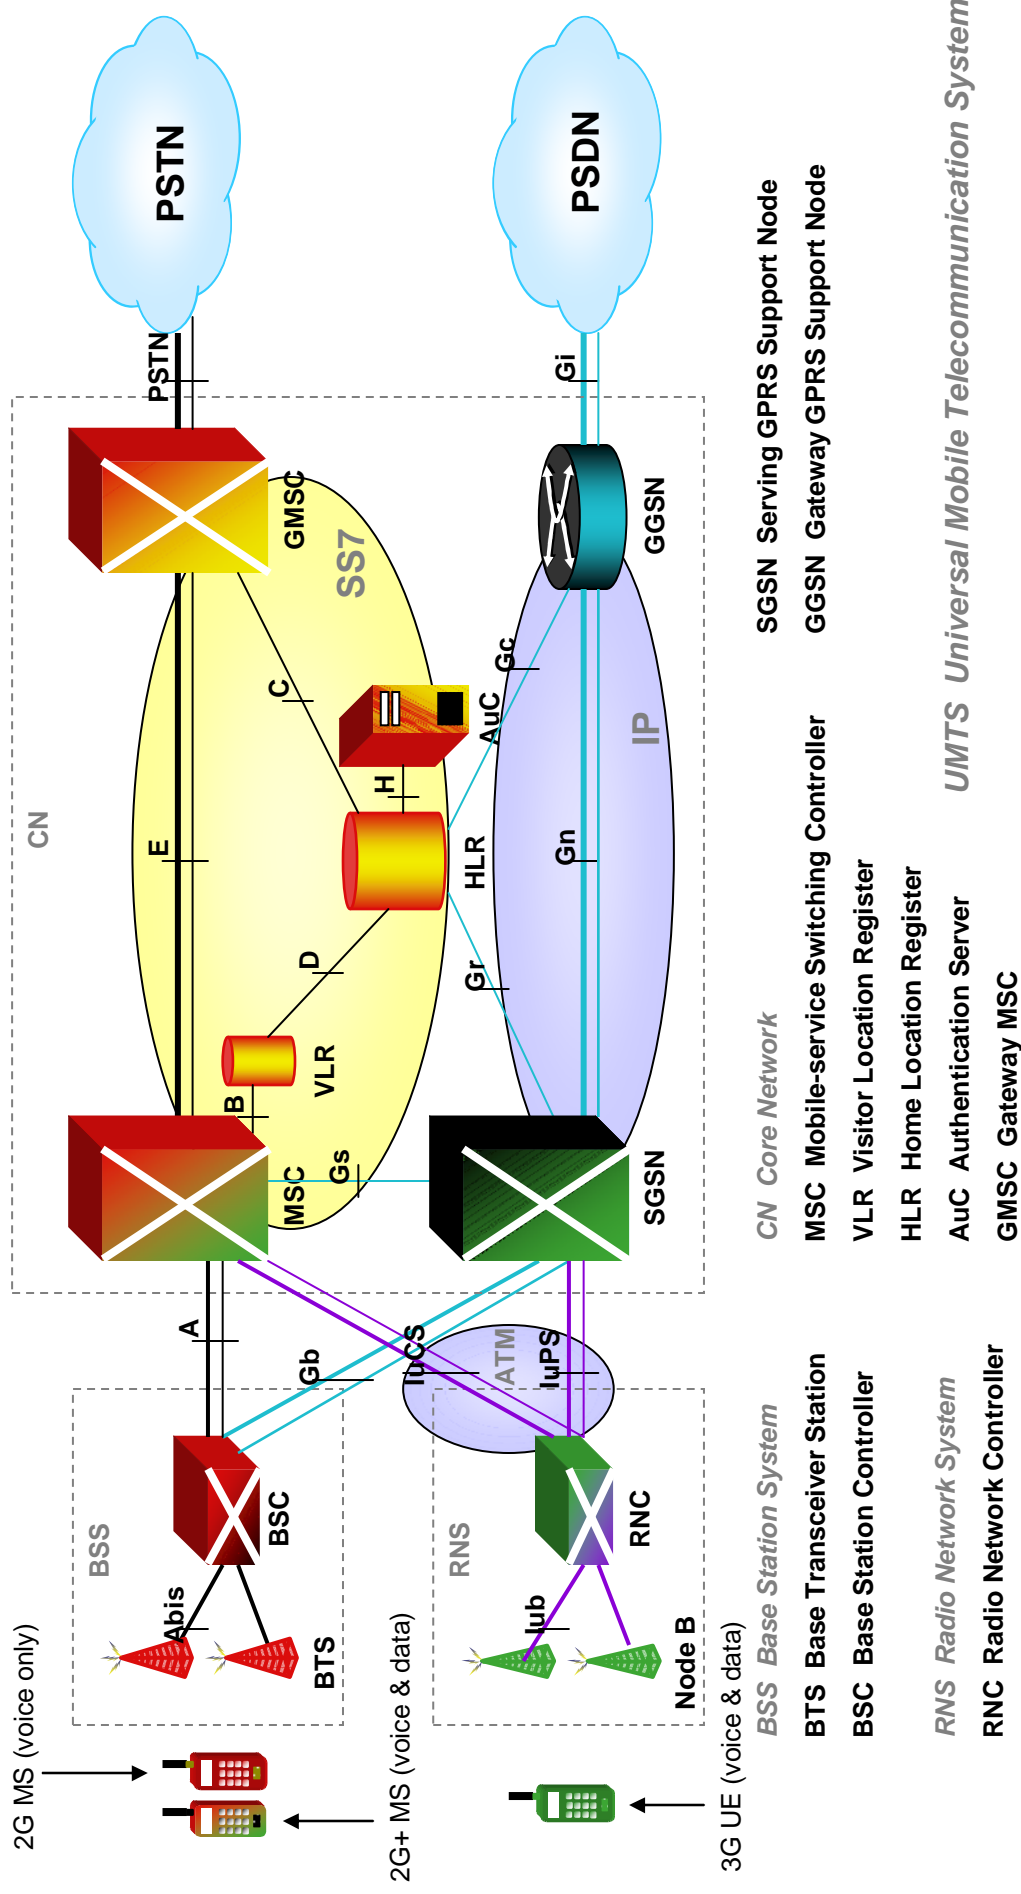 2G MS (voice only)
2G+ MS (voice & data)
3G UE (voice & data)
BSS
Abis
BTS
BSC
RNS
Iub
Node B
RNC
A
Gb
IuCS
ATM
IuPS
CN
MSC
Gs
SGSN
B
VLR
D
Gr
E
HLR
H
AuC
C
Gc
Gn
SS7
IP
GMSC
GGSN
PSTN
Gi
PSTN
PSDN
BSS Base Station System
BTS Base Transceiver Station
BSC Base Station Controller
RNS Radio Network System
RNC Radio Network Controller
CN Core Network
MSC Mobile-service Switching Controller
VLR Visitor Location Register
HLR Home Location Register
AuC Authentication Server
GMSC Gateway MSC
SGSN Serving GPRS Support Node
GGSN Gateway GPRS Support Node
UMTS Universal Mobile Telecommunication System